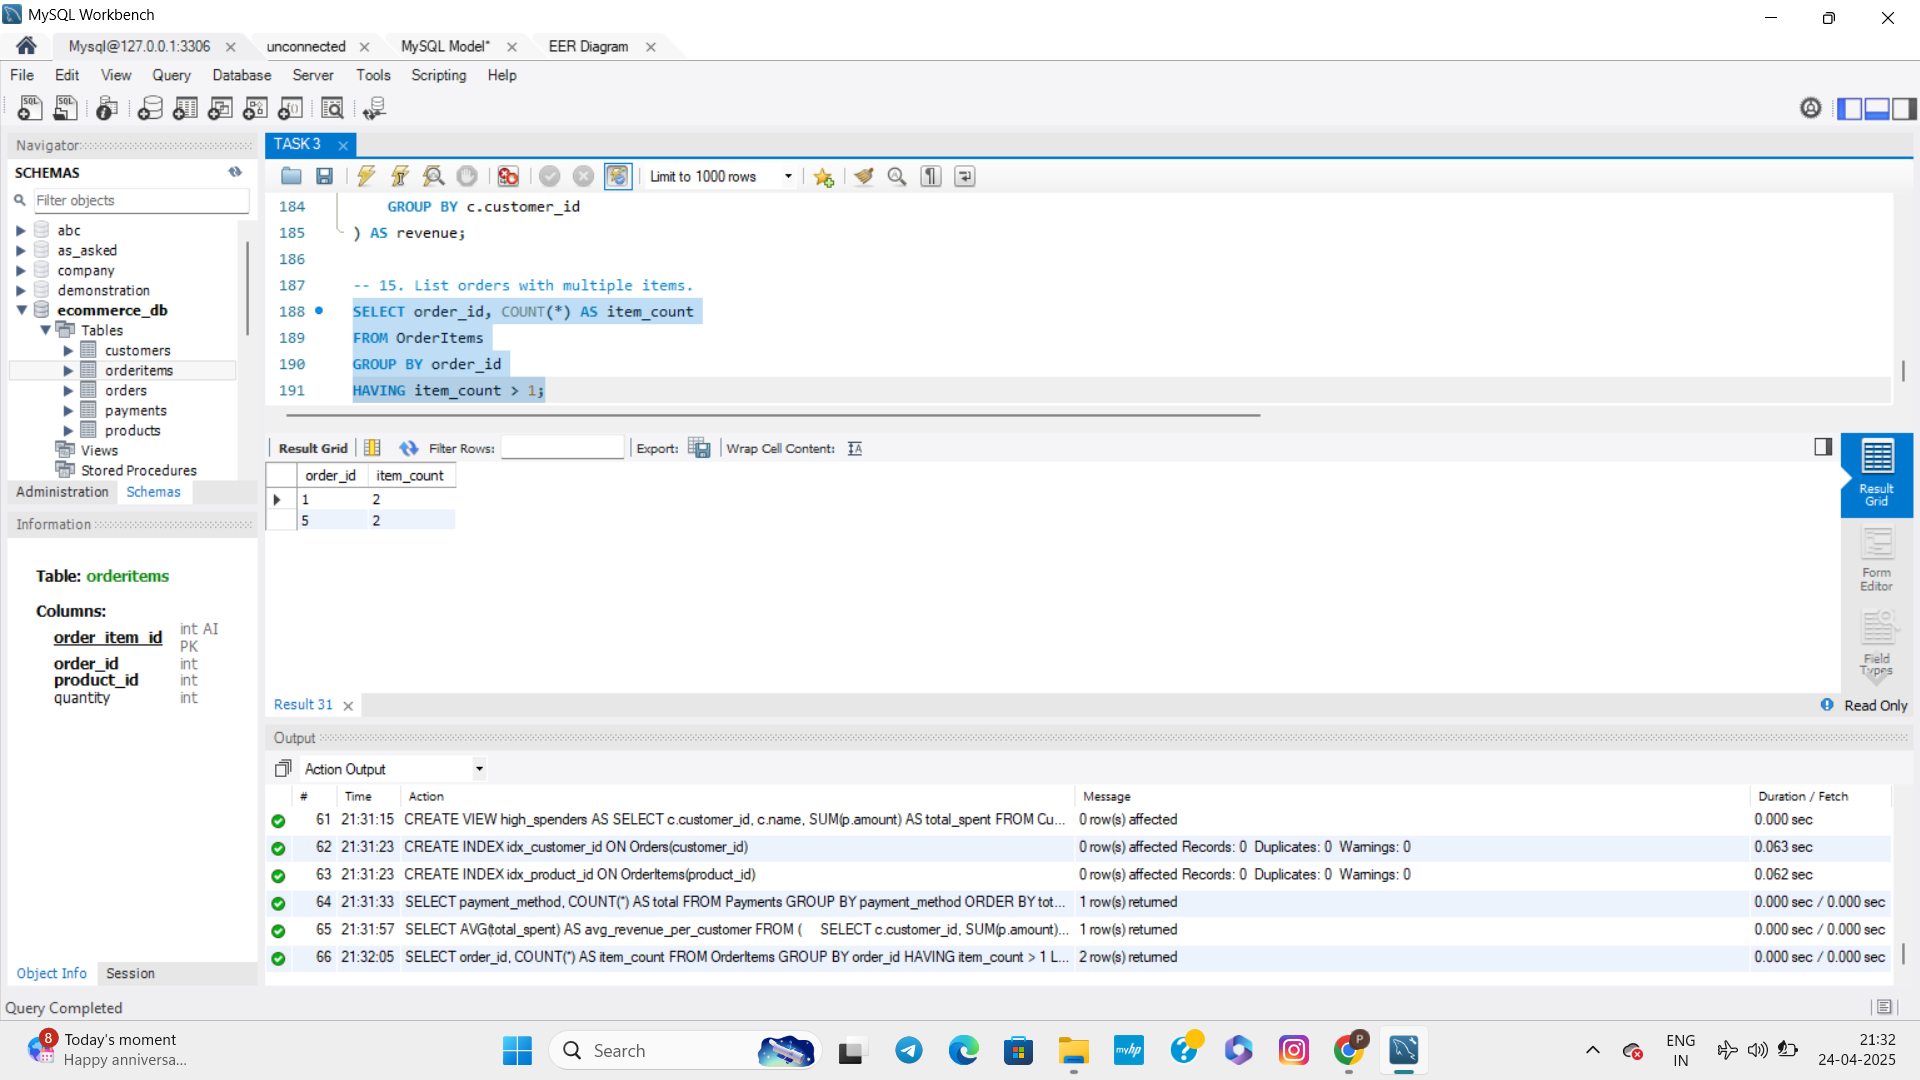 MySQL Workbench
Mysql@127.0.0.1:3306
unconnected
MySQL Model*
EER Diagram
File Edit View Query Database Server Tools Scripting Help
Navigator
SCHEMAS
Filter objects
abc
as_asked
company
demonstration
ecommerce_db
Tables
customers
orderitems
orders
payments
products
Views
Stored Procedures
Administration Schemas
Information
Table: orderitems
Columns:
order_item_id int AI PK
order_id int
product_id int
quantity int
Object Info Session
TASK 3
Limit to 1000 rows
184 GROUP BY c.customer_id
185 ) AS revenue;
186
187 -- 15. List orders with multiple items.
188 SELECT order_id, COUNT(*) AS item_count
189 FROM OrderItems
190 GROUP BY order_id
191 HAVING item_count > 1;
Result Grid Filter Rows: Export: Wrap Cell Content:
order_id item_count
1 2
5 2
Result Grid
Form Editor
Field Types
Result 31
Read Only
Output
Action Output
# Time Action Message Duration / Fetch
61 21:31:15 CREATE VIEW high_spenders AS SELECT c.customer_id, c.name, SUM(p.amount) AS total_spent FROM Cu... 0 row(s) affected 0.000 sec
62 21:31:23 CREATE INDEX idx_customer_id ON Orders(customer_id) 0 row(s) affected Records: 0 Duplicates: 0 Warnings: 0 0.063 sec
63 21:31:23 CREATE INDEX idx_product_id ON OrderItems(product_id) 0 row(s) affected Records: 0 Duplicates: 0 Warnings: 0 0.062 sec
64 21:31:33 SELECT payment_method, COUNT(*) AS total FROM Payments GROUP BY payment_method ORDER BY tot... 1 row(s) returned 0.000 sec / 0.000 sec
65 21:31:57 SELECT AVG(total_spent) AS avg_revenue_per_customer FROM ( SELECT c.customer_id, SUM(p.amount)... 1 row(s) returned 0.000 sec / 0.000 sec
66 21:32:05 SELECT order_id, COUNT(*) AS item_count FROM OrderItems GROUP BY order_id HAVING item_count > 1 L... 2 row(s) returned 0.000 sec / 0.000 sec
Query Completed
8
Today's moment
Happy anniversa...
Search
myhp
P
ENG
IN
21:32
24-04-2025